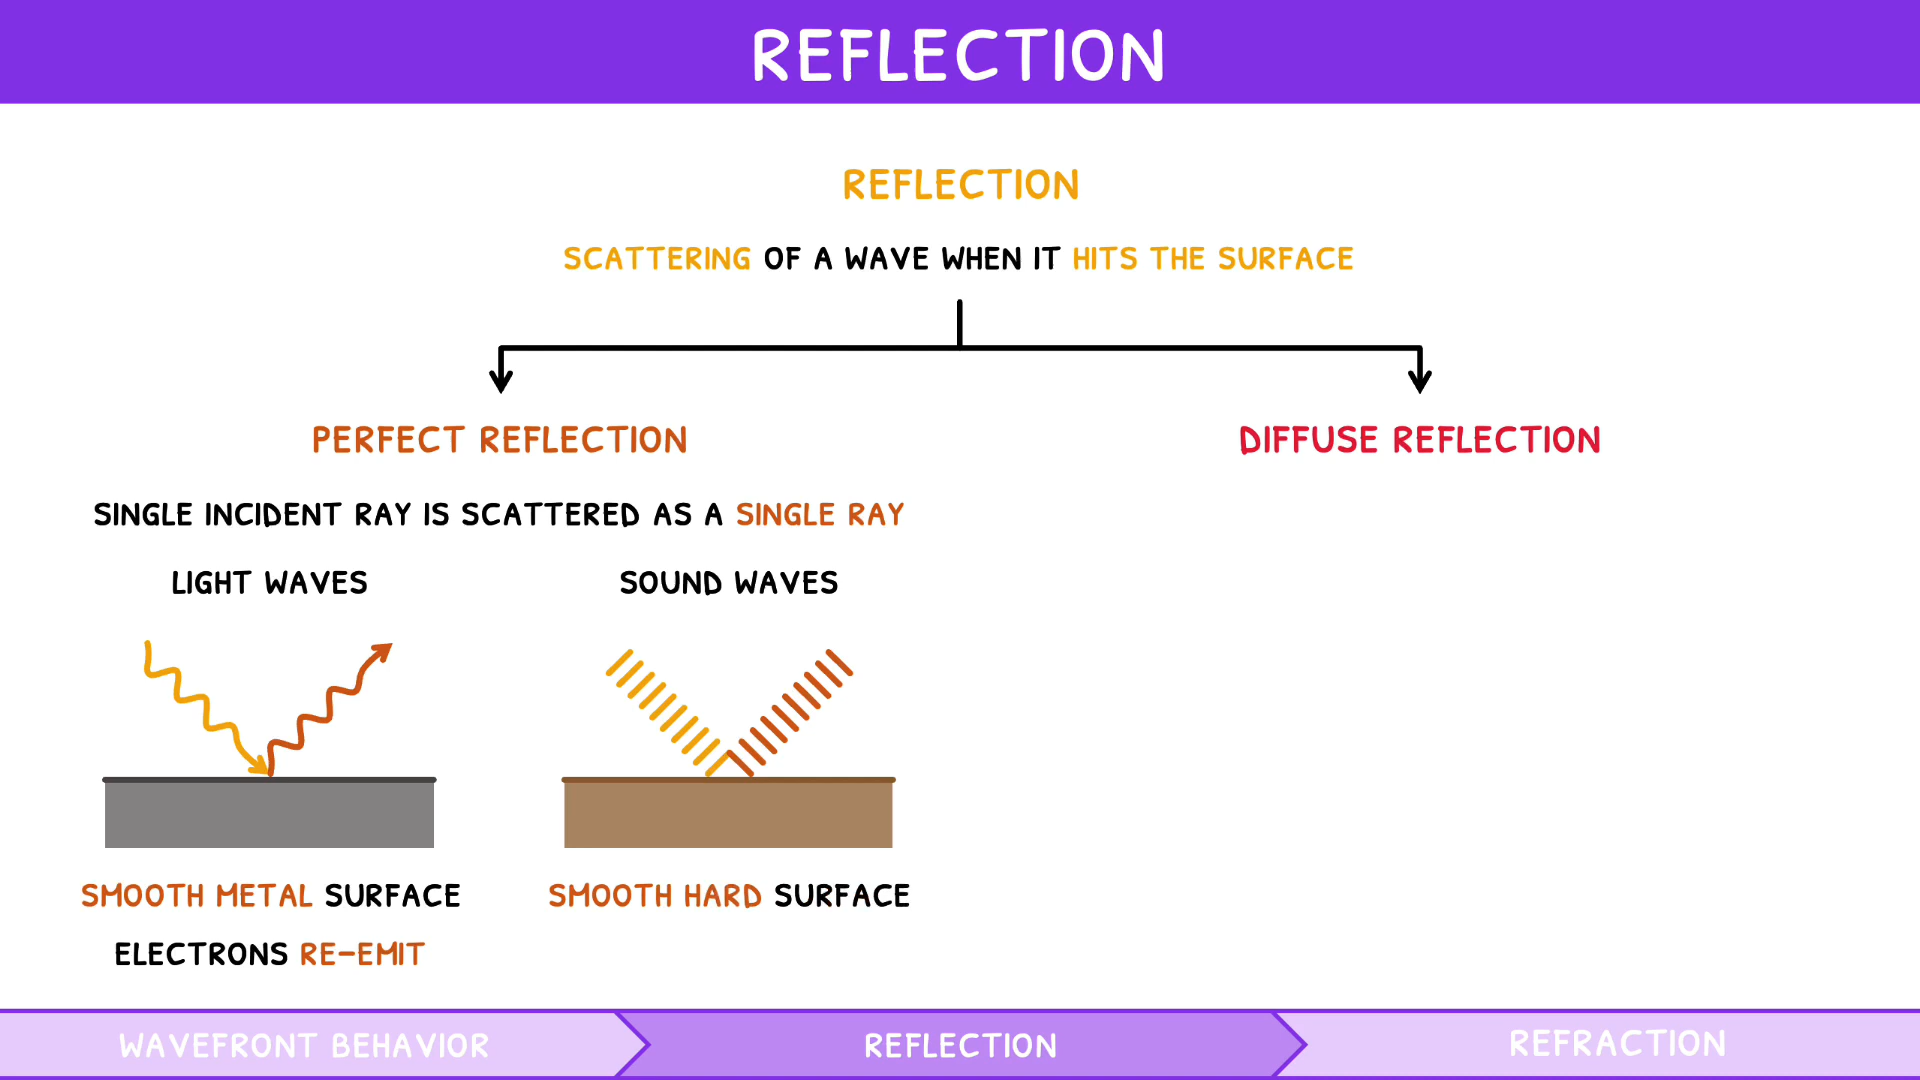 REFLECTION
REFLECTION
SCATTERING OF A WAVE WHEN IT HITS THE SURFACE
PERFECT REFLECTION
DIFFUSE REFLECTION
SINGLE INCIDENT RAY IS SCATTERED AS A SINGLE RAY
LIGHT WAVES
SOUND WAVES
SMOOTH METAL SURFACE
SMOOTH HARD SURFACE
ELECTRONS RE-EMIT
WAVEFRONT BEHAVIOR
REFLECTION
REFRACTION